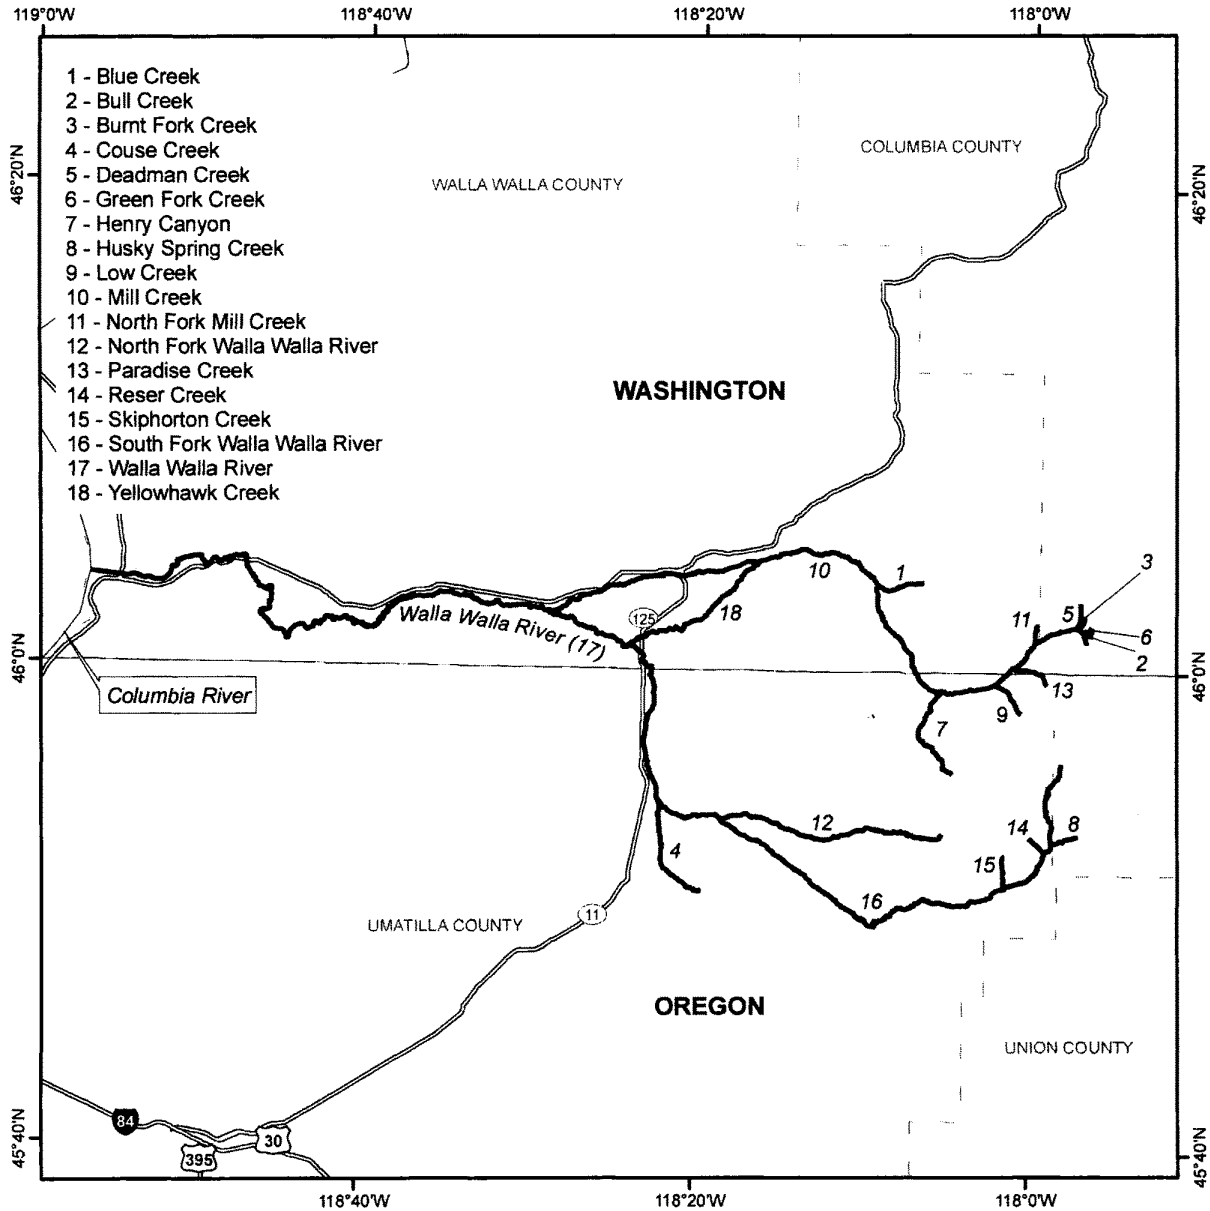 119°0'W
118°40'W
118°20'W
118°0'W
1 - Blue Creek
2 - Bull Creek
3 - Burnt Fork Creek
4 - Couse Creek
5 - Deadman Creek
6 - Green Fork Creek
7 - Henry Canyon
8 - Husky Spring Creek
9 - Low Creek
10 - Mill Creek
11 - North Fork Mill Creek
12 - North Fork Walla Walla River
13 - Paradise Creek
14 - Reser Creek
15 - Skiphorton Creek
16 - South Fork Walla Walla River
17 - Walla Walla River
18 - Yellowhawk Creek
COLUMBIA COUNTY
WALLA WALLA COUNTY
46°20'N
46°20'N
WASHINGTON
3
10
1
18
11
5
6
2
125
Walla Walla River (17)
46°0'N
46°0'N
Columbia River
13
9
7
12
14
8
4
15
16
11
UMATILLA COUNTY
OREGON
UNION COUNTY
84
30
395
45°40'N
45°40'N
118°40'W
118°20'W
118°0'W